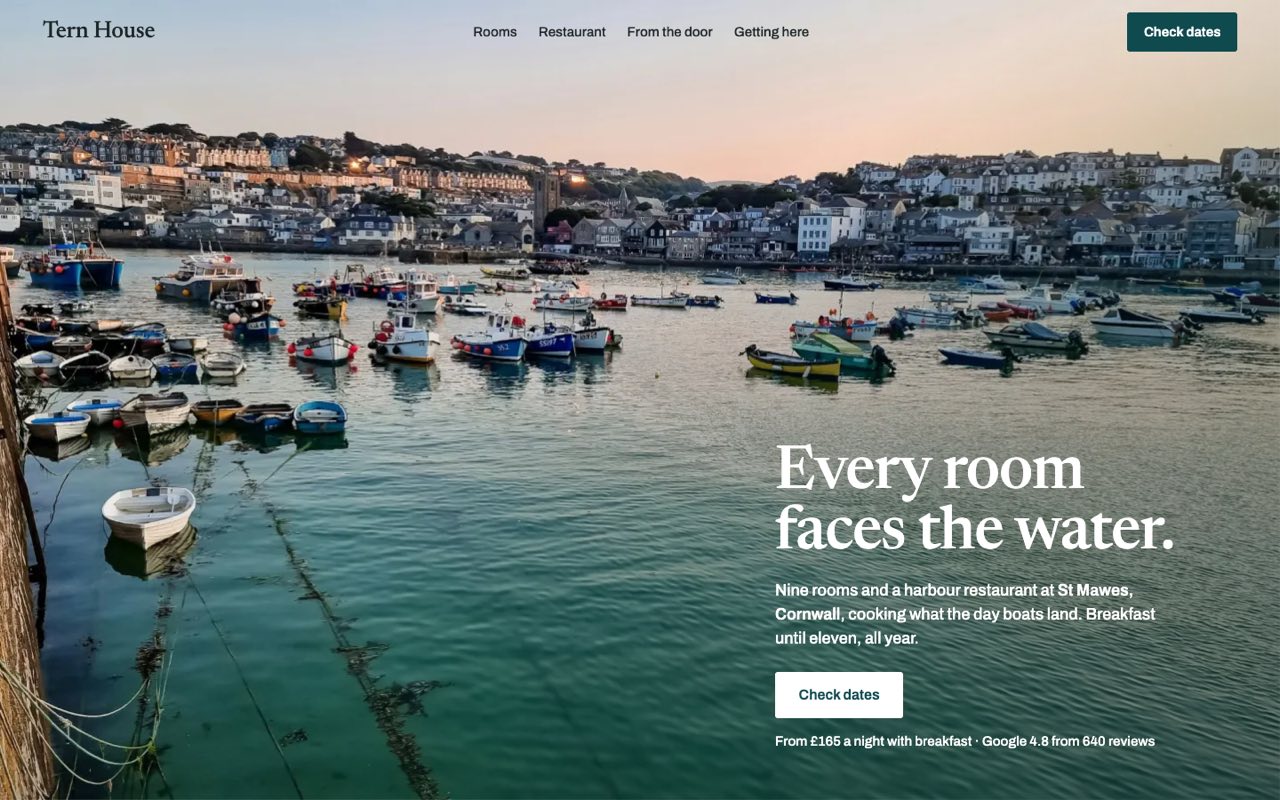 Tern House
Rooms
Restaurant
From the door
Getting here
Check dates
Every room
faces the water.
Nine rooms and a harbour restaurant at St Mawes,
Cornwall, cooking what the day boats land. Breakfast
until eleven, all year.
Check dates
From £165 a night with breakfast · Google 4.8 from 640 reviews